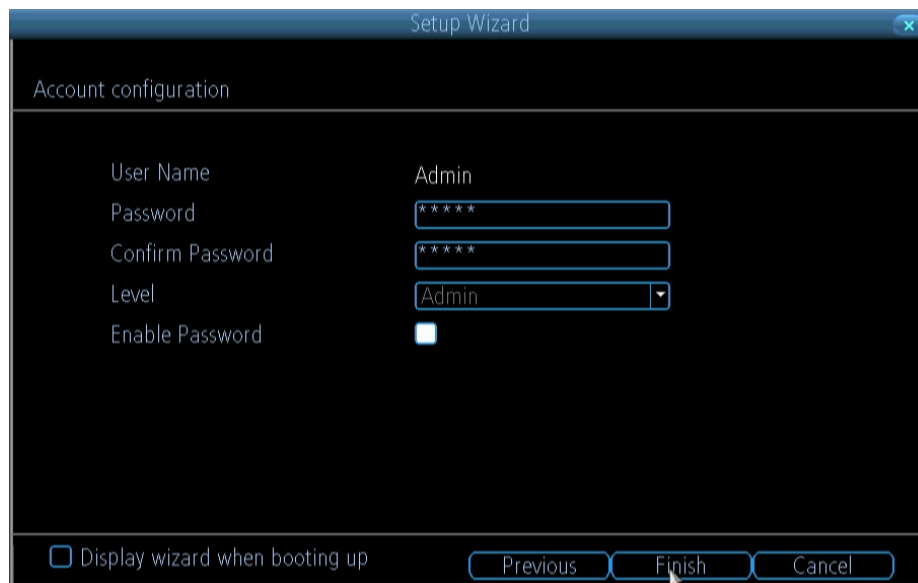 Setup Wizard
Account configuration
User Name Admin
Password *****
Confirm Password *****
Level Admin
Enable Password
Display wizard when booting up Previous Finish Cancel